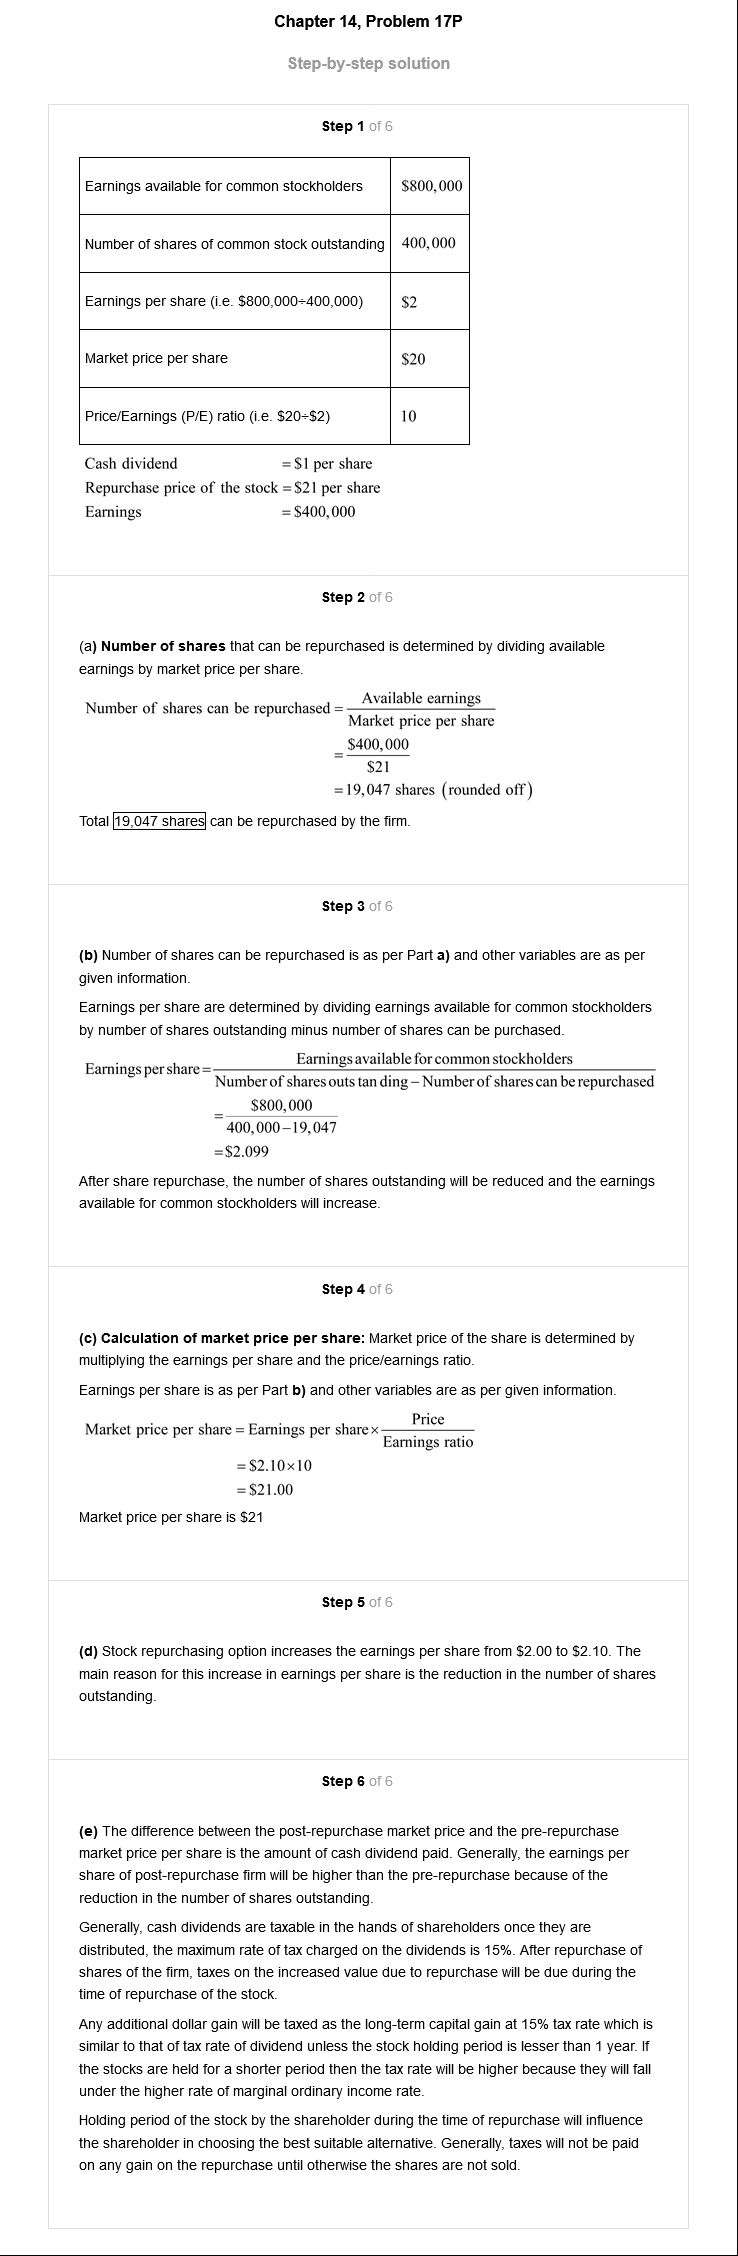 Chapter 14, Problem 17P
Step-by-step solution
Step 1 of 6
Earnings available for common stockholders $800,000
Number of shares of common stock outstanding 400,000
Earnings per share (i.e. $800,000÷400,000) $2
Market price per share $20
Price/Earnings (P/E) ratio (i.e. $20÷$2) 10
Cash dividend = $1 per share
Repurchase price of the stock = $21 per share
Earnings = $400,000
Step 2 of 6
(a) Number of shares that can be repurchased is determined by dividing available
earnings by market price per share.
Number of shares can be repurchased = Available earnings / Market price per share
= $400,000 / $21
= 19,047 shares (rounded off)
Total 19,047 shares can be repurchased by the firm.
Step 3 of 6
(b) Number of shares can be repurchased is as per Part a) and other variables are as per
given information.
Earnings per share are determined by dividing earnings available for common stockholders
by number of shares outstanding minus number of shares can be purchased.
Earnings per share = Earnings available for common stockholders / Number of shares outs tan ding − Number of shares can be repurchased
= $800,000 / 400,000−19,047
= $2.099
After share repurchase, the number of shares outstanding will be reduced and the earnings
available for common stockholders will increase.
Step 4 of 6
(c) Calculation of market price per share: Market price of the share is determined by
multiplying the earnings per share and the price/earnings ratio.
Earnings per share is as per Part b) and other variables are as per given information.
Market price per share = Earnings per share × Price / Earnings ratio
= $2.10×10
= $21.00
Market price per share is $21
Step 5 of 6
(d) Stock repurchasing option increases the earnings per share from $2.00 to $2.10. The
main reason for this increase in earnings per share is the reduction in the number of shares
outstanding.
Step 6 of 6
(e) The difference between the post-repurchase market price and the pre-repurchase
market price per share is the amount of cash dividend paid. Generally, the earnings per
share of post-repurchase firm will be higher than the pre-repurchase because of the
reduction in the number of shares outstanding.
Generally, cash dividends are taxable in the hands of shareholders once they are
distributed, the maximum rate of tax charged on the dividends is 15%. After repurchase of
shares of the firm, taxes on the increased value due to repurchase will be due during the
time of repurchase of the stock.
Any additional dollar gain will be taxed as the long-term capital gain at 15% tax rate which is
similar to that of tax rate of dividend unless the stock holding period is lesser than 1 year. If
the stocks are held for a shorter period then the tax rate will be higher because they will fall
under the higher rate of marginal ordinary income rate.
Holding period of the stock by the shareholder during the time of repurchase will influence
the shareholder in choosing the best suitable alternative. Generally, taxes will not be paid
on any gain on the repurchase until otherwise the shares are not sold.